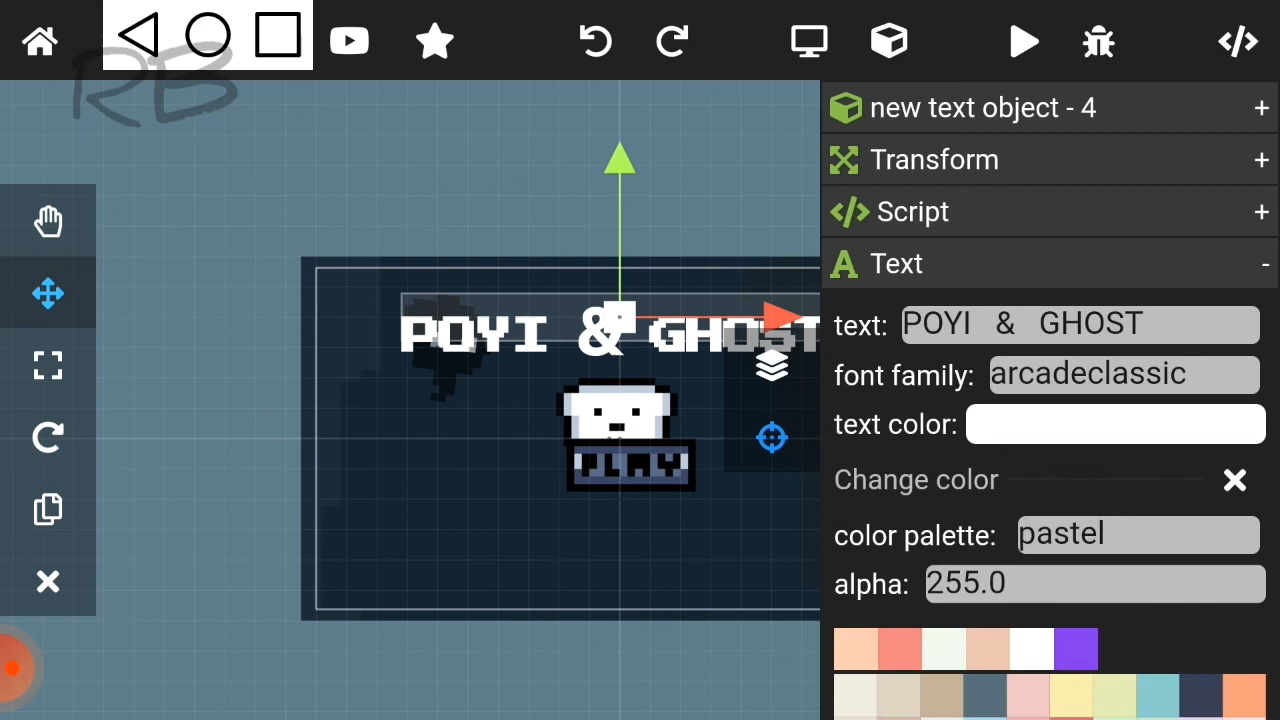 RB
new text object - 4 +
Transform +
Script +
Text -
POYI & GHOST
text: POYI & GHOST
font family: arcadeclassic
text color:
PLAY
Change color
color palette: pastel
alpha: 255.0